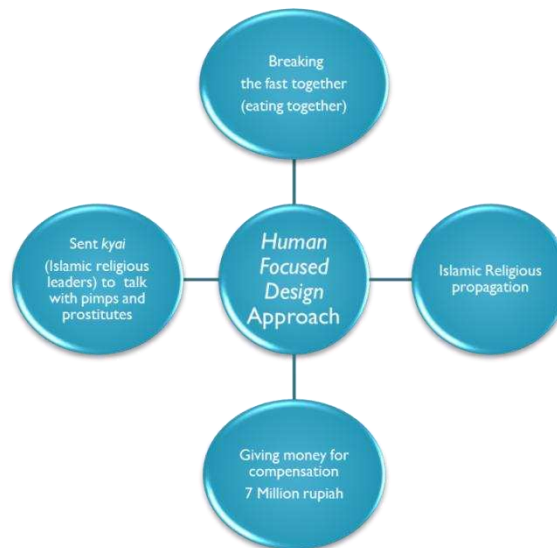 Breaking
the fast together
(eating together)
Sent kyai
(Islamic religious
leaders) to talk
with pimps and
prostitutes
Human
Focused
Design
Approach
Islamic Religious
propagation
Giving money for
compensation
7 Million rupiah